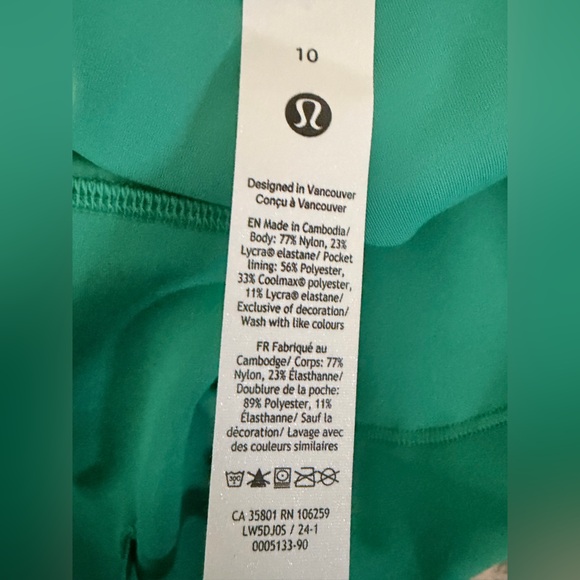 10
Designed in Vancouver
Conçu à Vancouver
EN Made in Cambodia/
Body: 77% Nylon, 23%
Lycra® elastane/ Pocket
lining: 56% Polyester,
33% Coolmax® polyester,
11% Lycra® elastane/
Exclusive of decoration/
Wash with like colours
FR Fabriqué au
Cambodge/ Corps: 77%
Nylon, 23% Élasthanne/
Doublure de la poche:
89% Polyester, 11%
Élasthanne/ Sauf la
décoration/ Lavage avec
des couleurs similaires
CA 35801 RN 106259
LW5DJ0S / 24-1
0005133-90